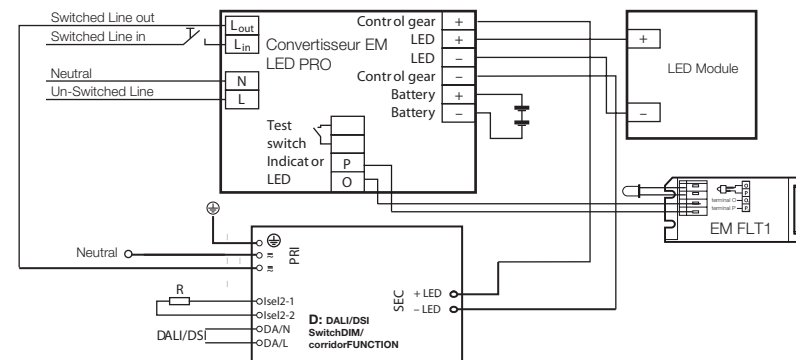 Switched Line out
Switched Line in
Neutral
Un-Switched Line
Lout
Lin
N
L
Convertisseur EM
LED PRO
Control gear +
LED +
LED –
Control gear –
Battery +
Battery –
Test
switch
Indicator
LED
P
O
+
–
LED Module
terminal O
terminal P
O
P
O
P
EM FLT1
Neutral
PRI
R
Isel2-1
Isel2-2
DA/N
DA/L
DALI/DSI
D: DALI/DSI
SwitchDIM/
corridorFUNCTION
SEC
+ LED
– LED